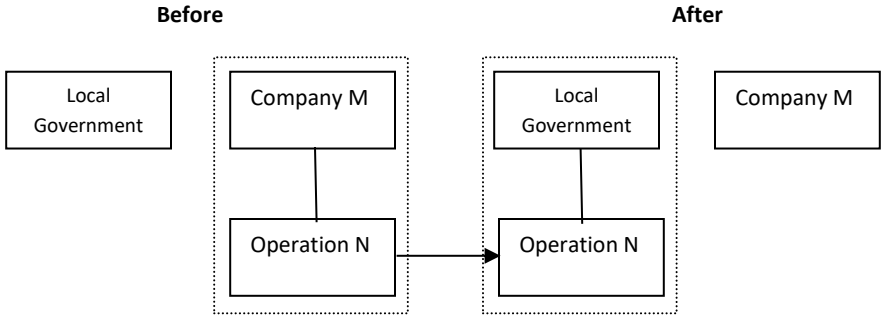 Before
After
Local
Government
Company M
Local
Government
Company M
Operation N
Operation N